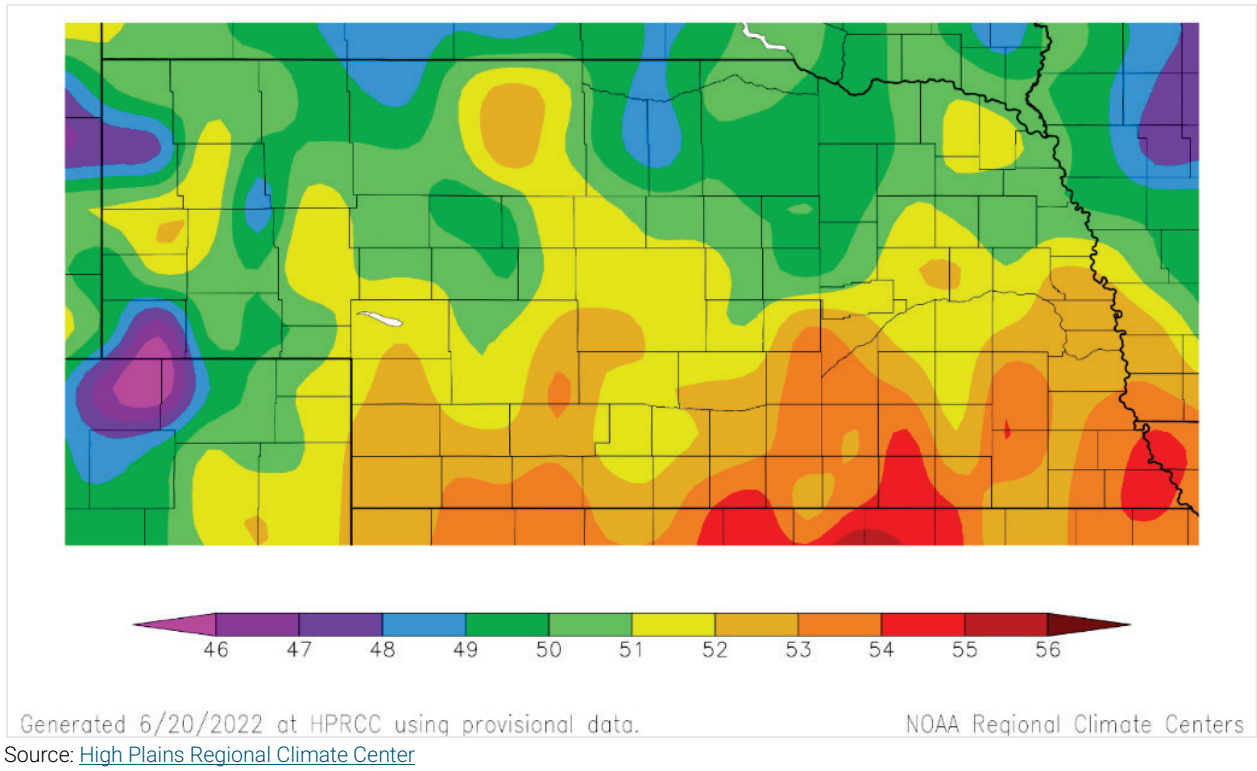 46 47 48 49 50 51 52 53 54 55 56
Generated 6/20/2022 at HPRCC using provisional data.
NOAA Regional Climate Centers
Source: High Plains Regional Climate Center